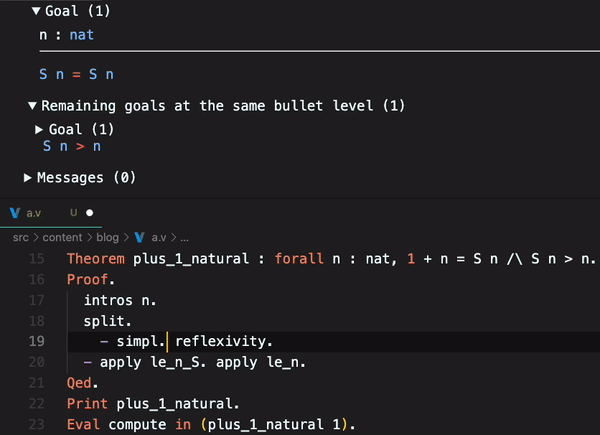 Goal (1)
n : nat
S n = S n
Remaining goals at the same bullet level (1)
Goal (1)
S n > n
Messages (0)
a.v U
src > content > blog > a.v > ...
15 Theorem plus_1_natural : forall n : nat, 1 + n = S n /\ S n > n.
16 Proof.
17 intros n.
18 split.
19 - simpl. reflexivity.
20 - apply le_n_S. apply le_n.
21 Qed.
22 Print plus_1_natural.
23 Eval compute in (plus_1_natural 1).